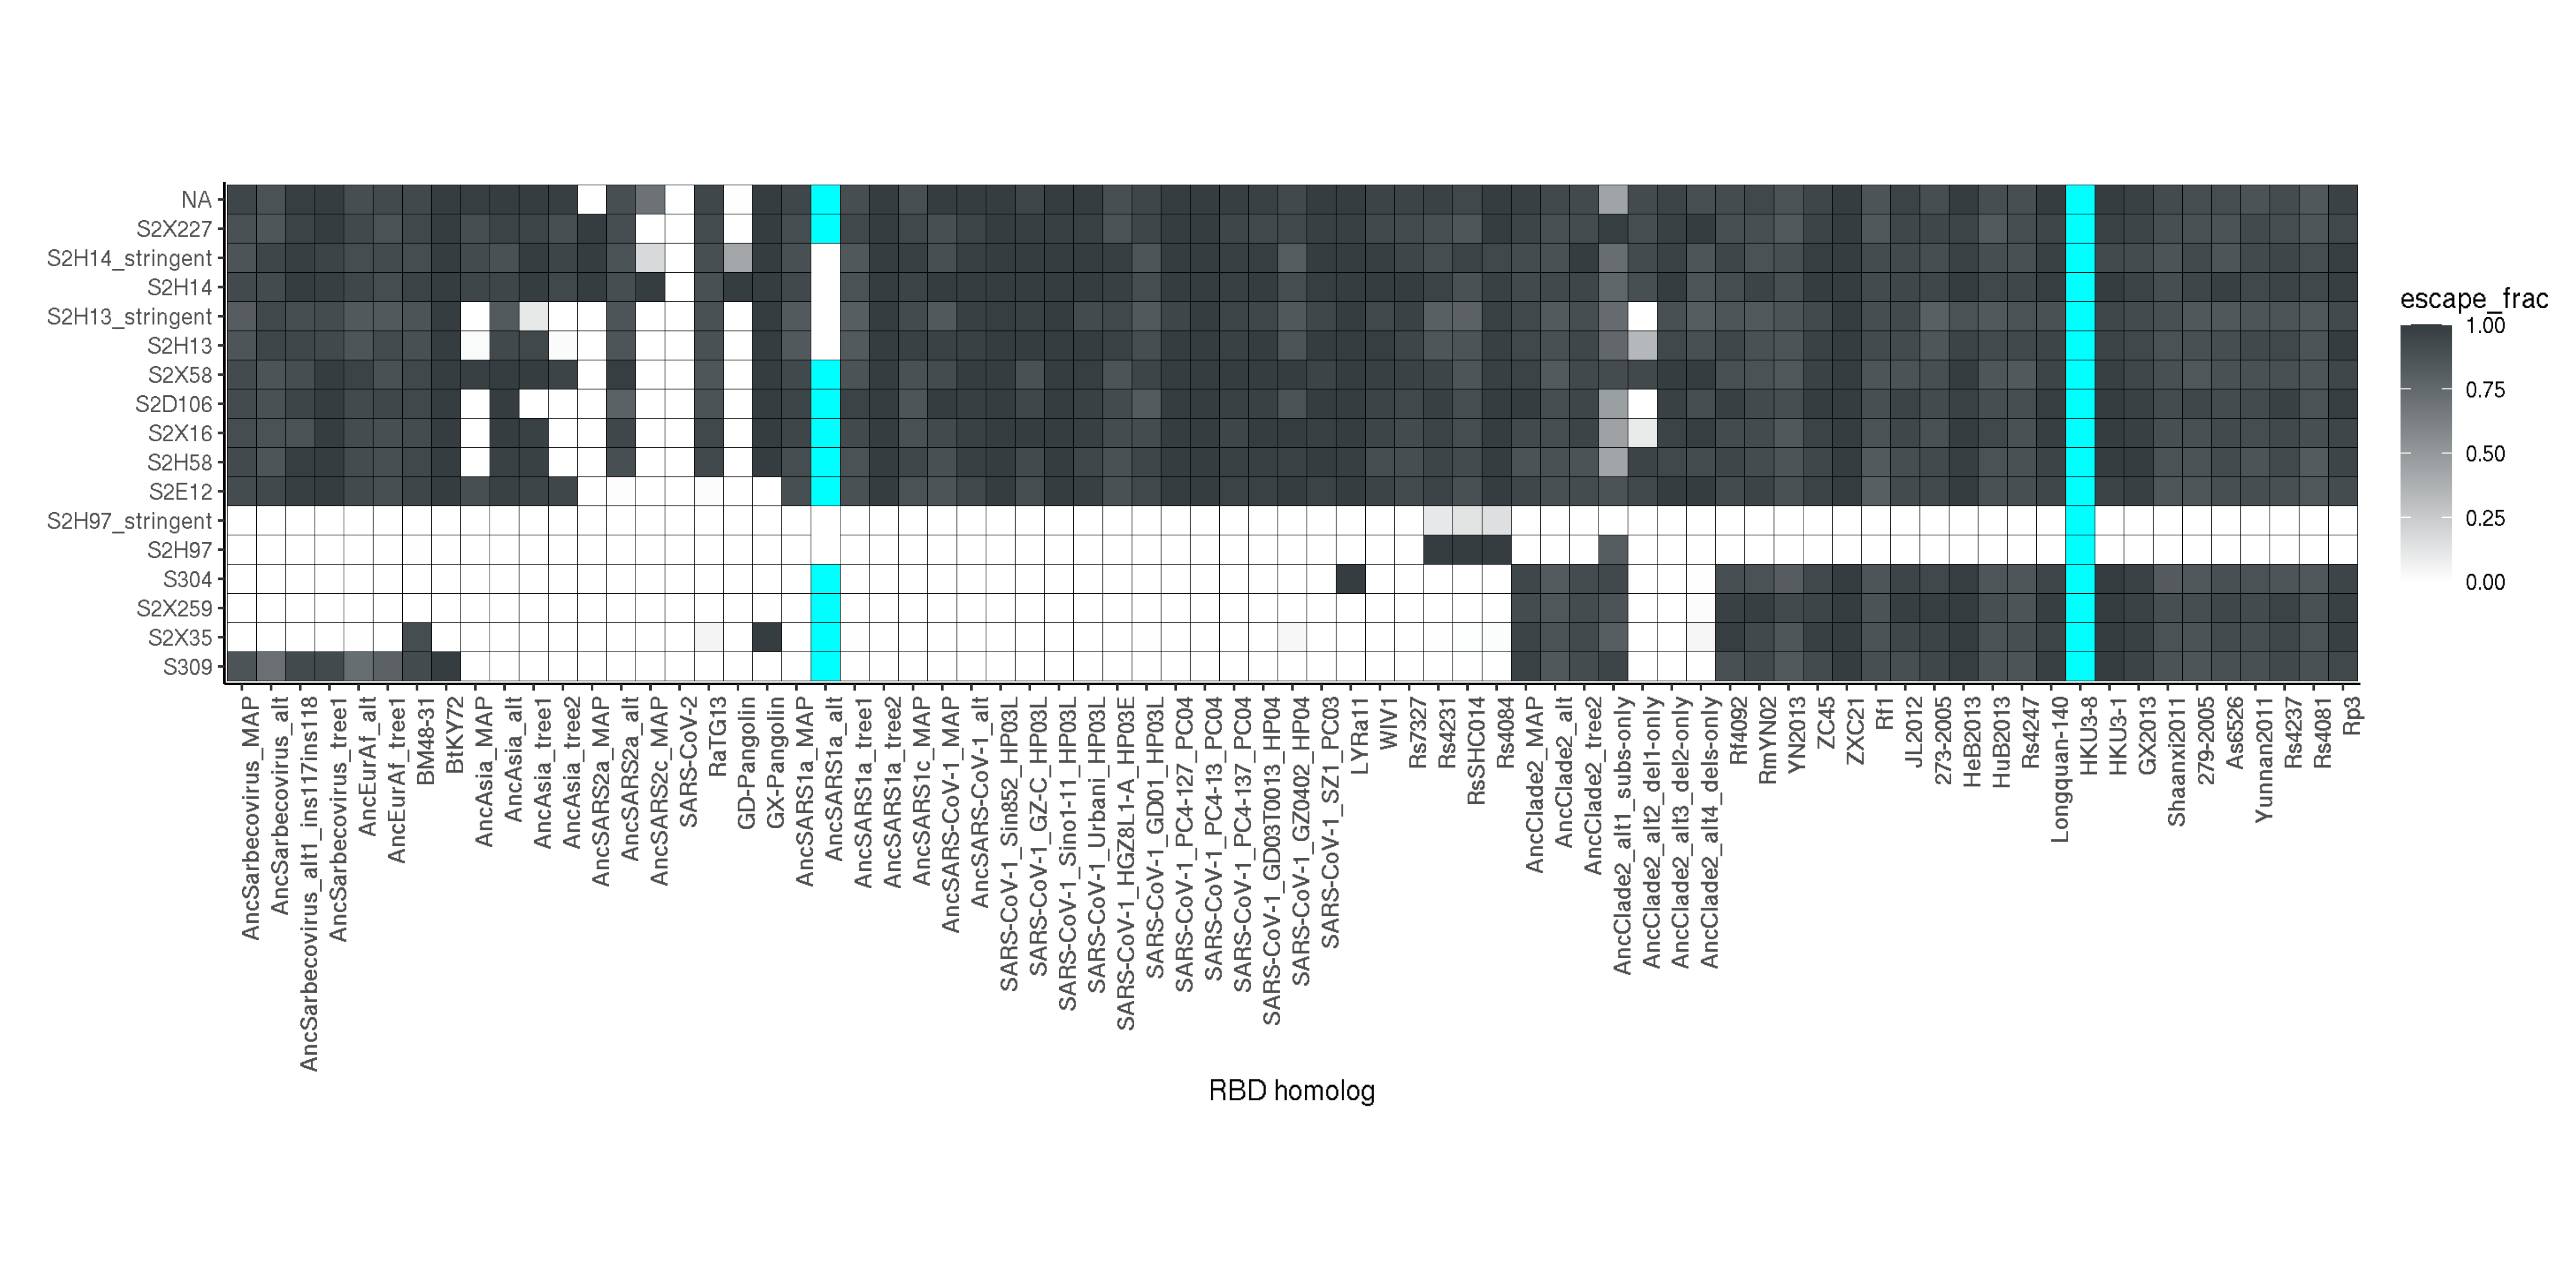 NA
S2X227
S2H14_stringent
S2H14
S2H13_stringent
S2H13
S2X58
S2D106
S2X16
S2H58
S2E12
S2H97_stringent
S2H97
S304
S2X259
S2X35
S309
AncSarbecovirus_MAP
AncSarbecovirus_alt
AncSarbecovirus_alt1_ins117ins118
AncSarbecovirus_tree1
AncEurAf_alt
AncEurAf_tree1
BM48-31
BtKY72
AncAsia_MAP
AncAsia_alt
AncAsia_tree1
AncAsia_tree2
AncSARS2a_MAP
AncSARS2a_alt
AncSARS2c_MAP
SARS-CoV-2
RaTG13
GD-Pangolin
GX-Pangolin
AncSARS1a_MAP
AncSARS1a_alt
AncSARS1a_tree1
AncSARS1a_tree2
AncSARS1c_MAP
AncSARS-CoV-1_MAP
AncSARS-CoV-1_alt
SARS-CoV-1_Sin852_HP03L
SARS-CoV-1_GZ-C_HP03L
SARS-CoV-1_Sino1-11_HP03L
SARS-CoV-1_Urbani_HP03L
SARS-CoV-1_HGZ8L1-A_HP03E
SARS-CoV-1_GD01_HP03L
SARS-CoV-1_PC4-127_PC04
SARS-CoV-1_PC4-13_PC04
SARS-CoV-1_PC4-137_PC04
SARS-CoV-1_GD03T0013_HP04
SARS-CoV-1_GZ0402_HP04
SARS-CoV-1_SZ1_PC03
LYRa11
WIV1
Rs7327
Rs4231
RsSHC014
Rs4084
AncClade2_MAP
AncClade2_alt
AncClade2_tree2
AncClade2_alt1_subs-only
AncClade2_alt2_del1-only
AncClade2_alt3_del2-only
AncClade2_alt4_dels-only
Rf4092
RmYN02
YN2013
ZC45
ZXC21
Rf1
JL2012
273-2005
HeB2013
HuB2013
Rs4247
Longquan-140
HKU3-8
HKU3-1
GX2013
Shaanxi2011
279-2005
As6526
Yunnan2011
Rs4237
Rs4081
Rp3
RBD homolog
escape_frac
1.00
0.75
0.50
0.25
0.00